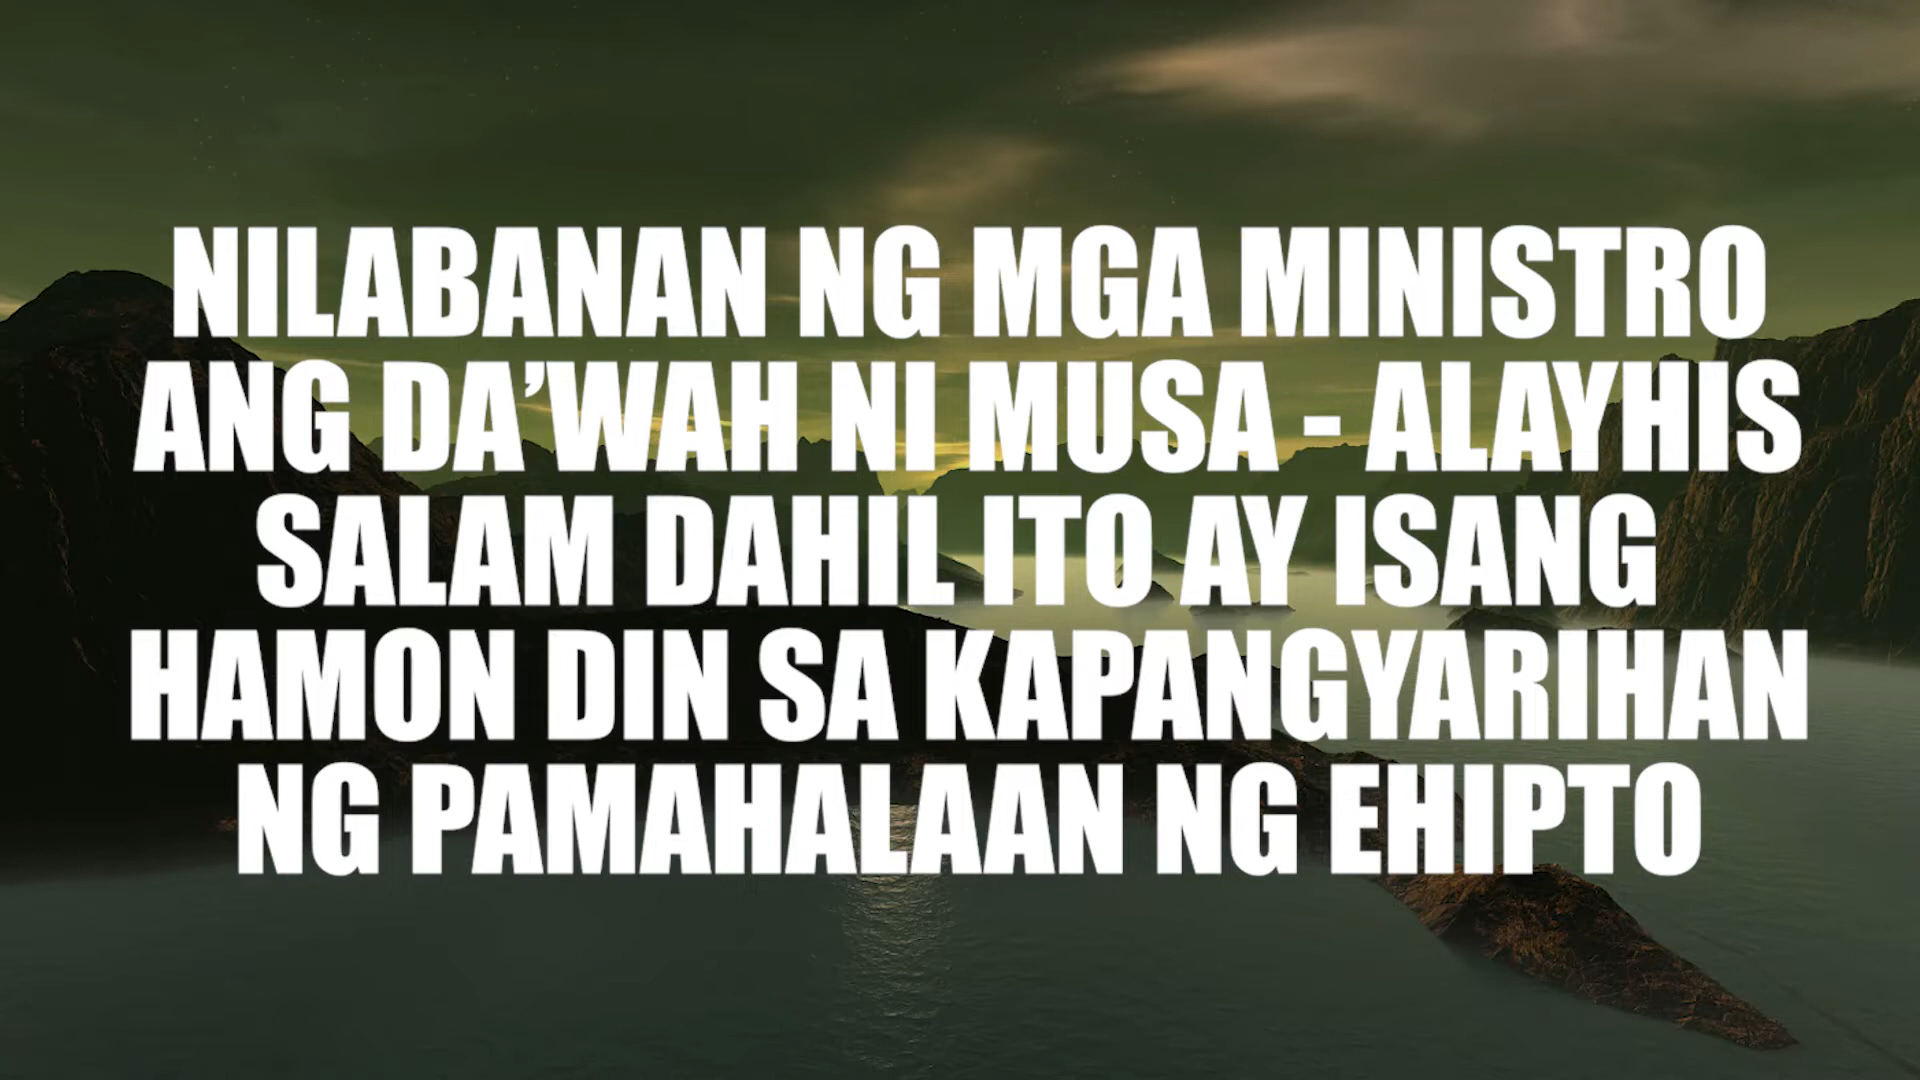 NILABANAN NG MGA MINISTRO
ANG DA’WAH NI MUSA - ALAYHIS
SALAM DAHIL ITO AY ISANG
HAMON DIN SA KAPANGYARIHAN
NG PAMAHALAAN NG EHIPTO